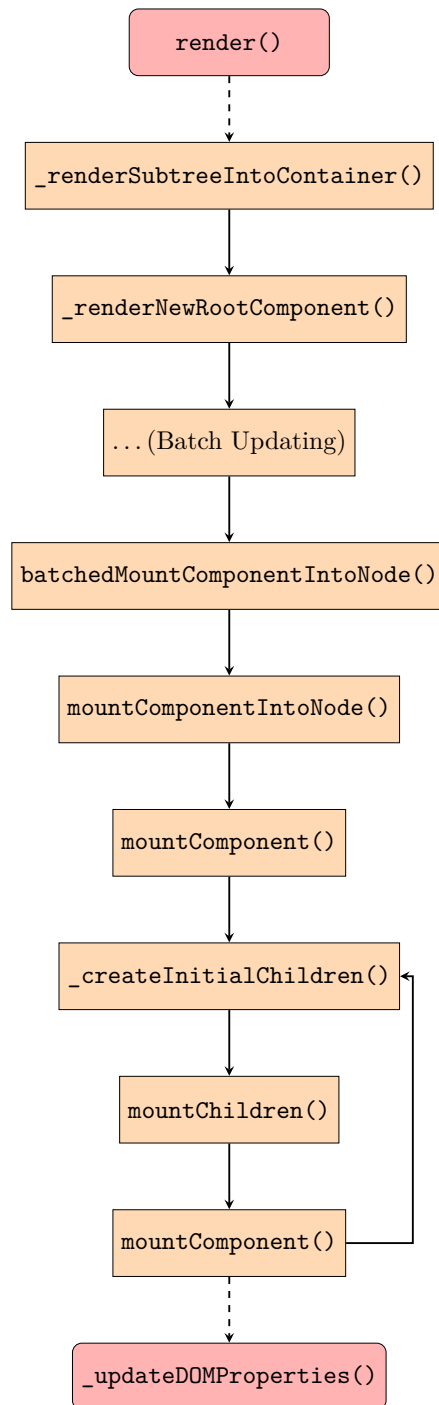 render()
_renderSubtreeIntoContainer()
_renderNewRootComponent()
...(Batch Updating)
batchedMountComponentIntoNode()
mountComponentIntoNode()
mountComponent()
_createInitialChildren()
mountChildren()
mountComponent()
_updateDOMProperties()